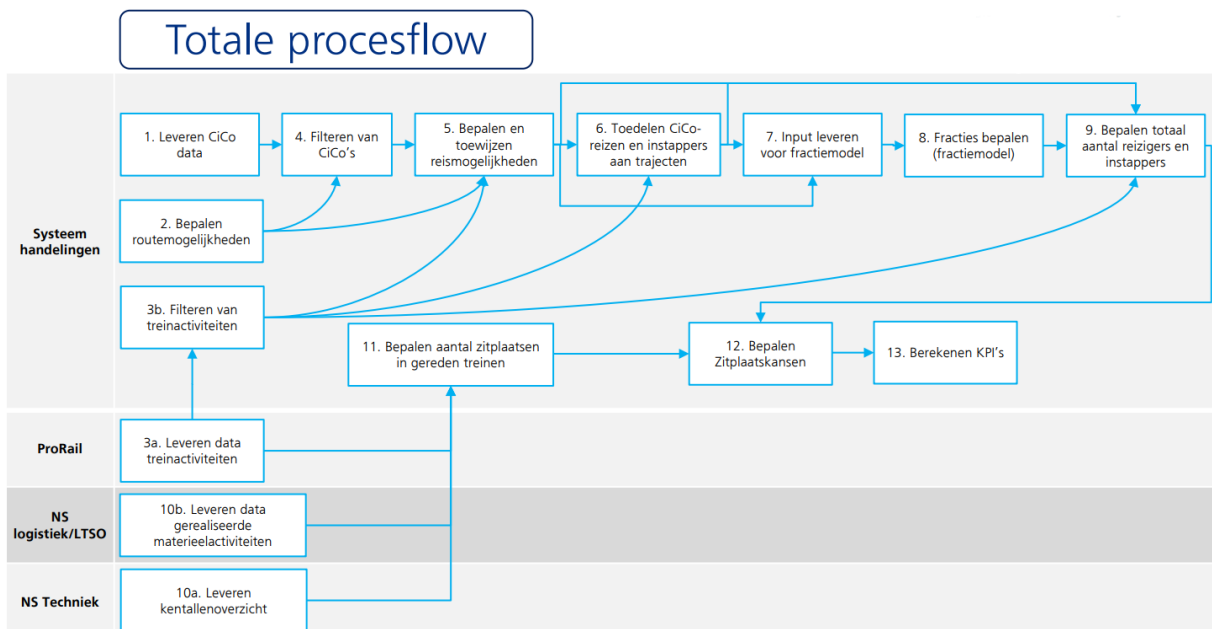 Totale procesflow
Systeem
handelingen
1. Leveren CiCo
data
4. Filteren van
CiCo's
5. Bepalen en
toewijzen
reismogelijkheden
6. Toedelen CiCo-
reizen en instappers
aan trajecten
7. Input leveren
voor fractiemodel
8. Fracties bepalen
(fractiemodel)
9. Bepalen totaal
aantal reizigers en
instappers
2. Bepalen
routemogelijkheden
3b. Filteren van
treinactiviteiten
11. Bepalen aantal zitplaatsen
in gereden treinen
12. Bepalen
Zitplaatskansen
13. Berekenen KPI's
ProRail
3a. Leveren data
treinactiviteiten
NS
logistiek/LTSO
10b. Leveren data
gerealiseerde
materieelactiviteiten
NS Techniek
10a. Leveren
kentallenoverzicht